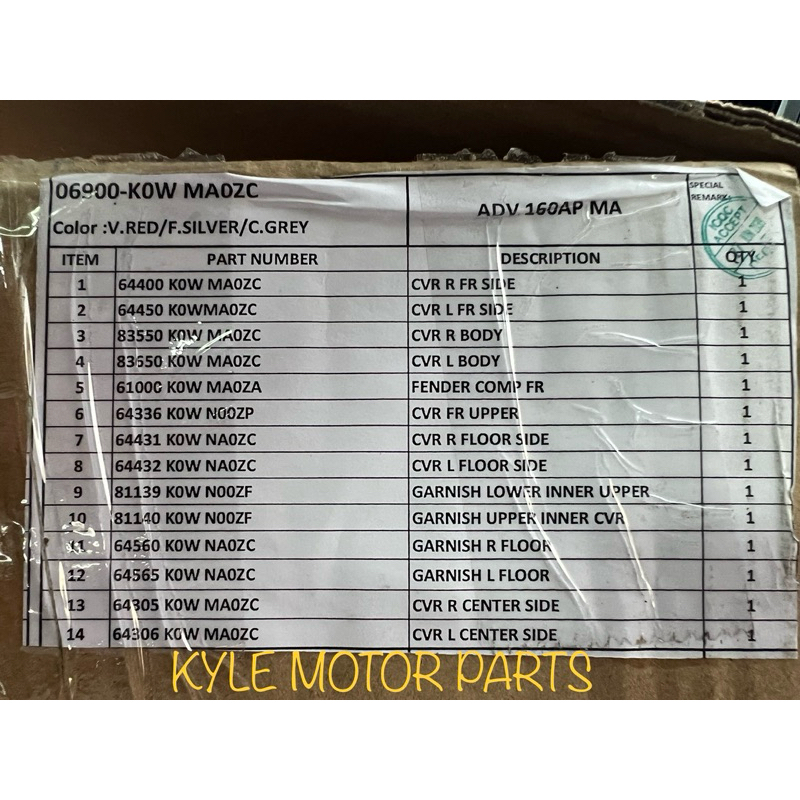 06900-K0W MA0ZC
Color :V.RED/F.SILVER/C.GREY
ADV 160AP MA
SPECIAL
REMARK:
ACCEPT
ITEM PART NUMBER DESCRIPTION QTY
1 64400 K0W MA0ZC CVR R FR SIDE 1
2 64450 K0WMA0ZC CVR L FR SIDE 1
3 83550 K0W MA0ZC CVR R BODY 1
4 83650 K0W MA0ZC CVR L BODY 1
5 61000 K0W MA0ZA FENDER COMP FR 1
6 64336 K0W N00ZP CVR FR UPPER 1
7 64431 K0W NA0ZC CVR R FLOOR SIDE 1
8 64432 K0W NA0ZC CVR L FLOOR SIDE 1
9 81139 K0W N00ZF GARNISH LOWER INNER UPPER 1
10 81140 K0W N00ZF GARNISH UPPER INNER CVR 1
11 64560 K0W NA0ZC GARNISH R FLOOR 1
12 64565 K0W NA0ZC GARNISH L FLOOR 1
13 64305 K0W MA0ZC CVR R CENTER SIDE 1
14 64306 K0W MA0ZC CVR L CENTER SIDE 1
KYLE MOTOR PARTS